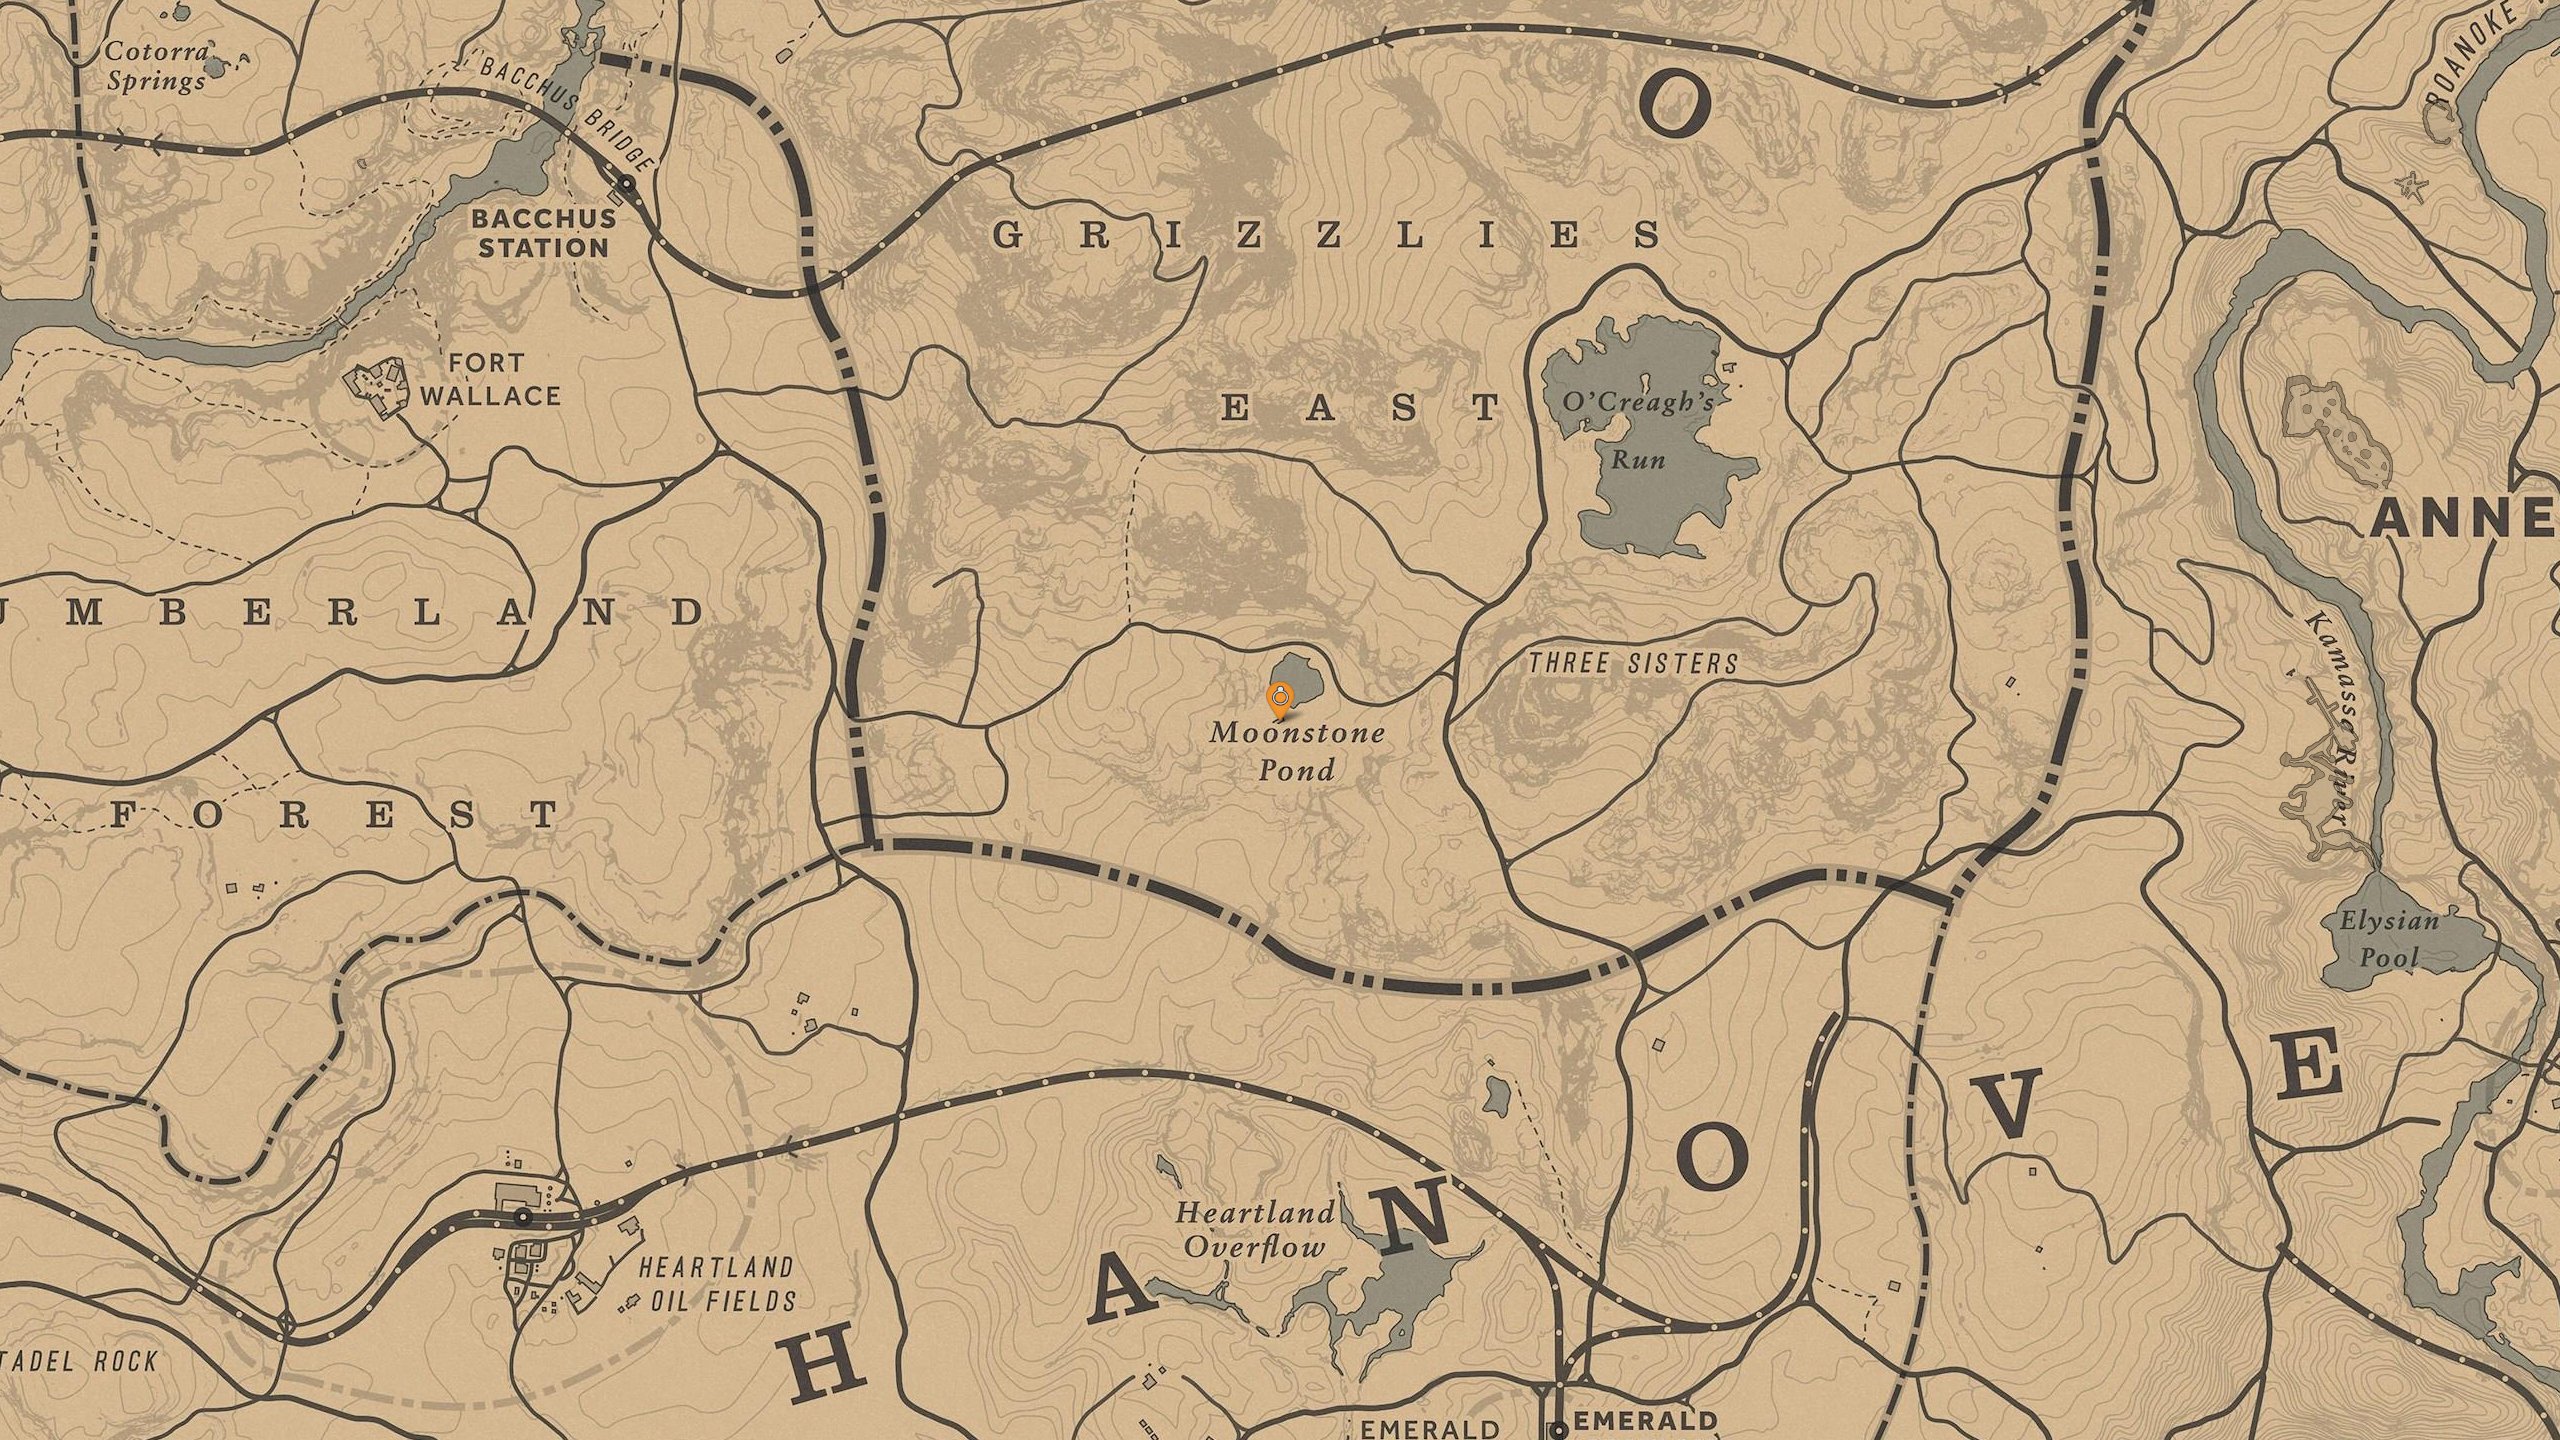 Cotorra
Springs
BACCHUS BRIDGE
ROANOKE
O
BACCHUS
STATION
GRIZZLIES
EAST
FORT
WALLACE
O'Creagh's
Run
ANNE
UMBERLAND
FOREST
THREE SISTERS
Kamassa River
Moonstone
Pond
Elysian
Pool
HANOVE
Heartland
Overflow
HEARTLAND
OIL FIELDS
TADEL ROCK
EMERALD
EMERALD